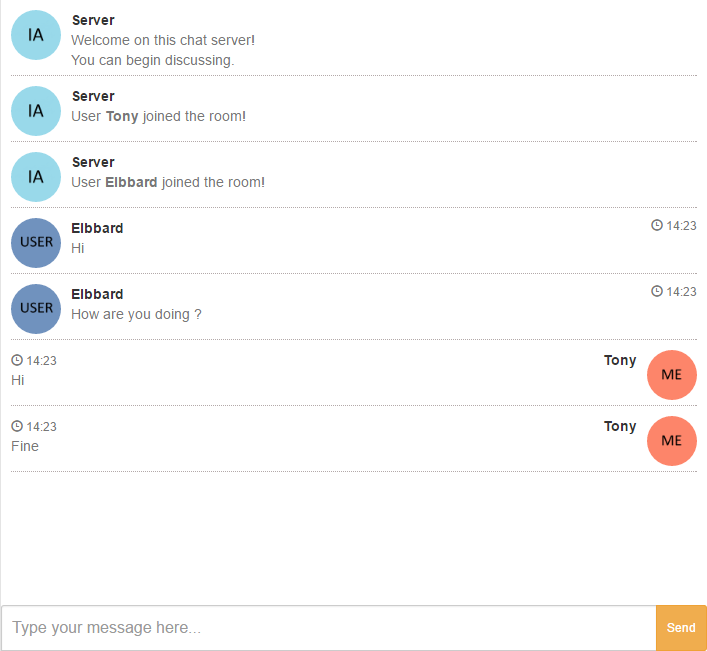 IA
Server
Welcome on this chat server!
You can begin discussing.
IA
Server
User Tony joined the room!
IA
Server
User Elbbard joined the room!
USER
Elbbard
14:23
Hi
USER
Elbbard
14:23
How are you doing ?
14:23
Tony
ME
Hi
14:23
Tony
ME
Fine
Type your message here...
Send